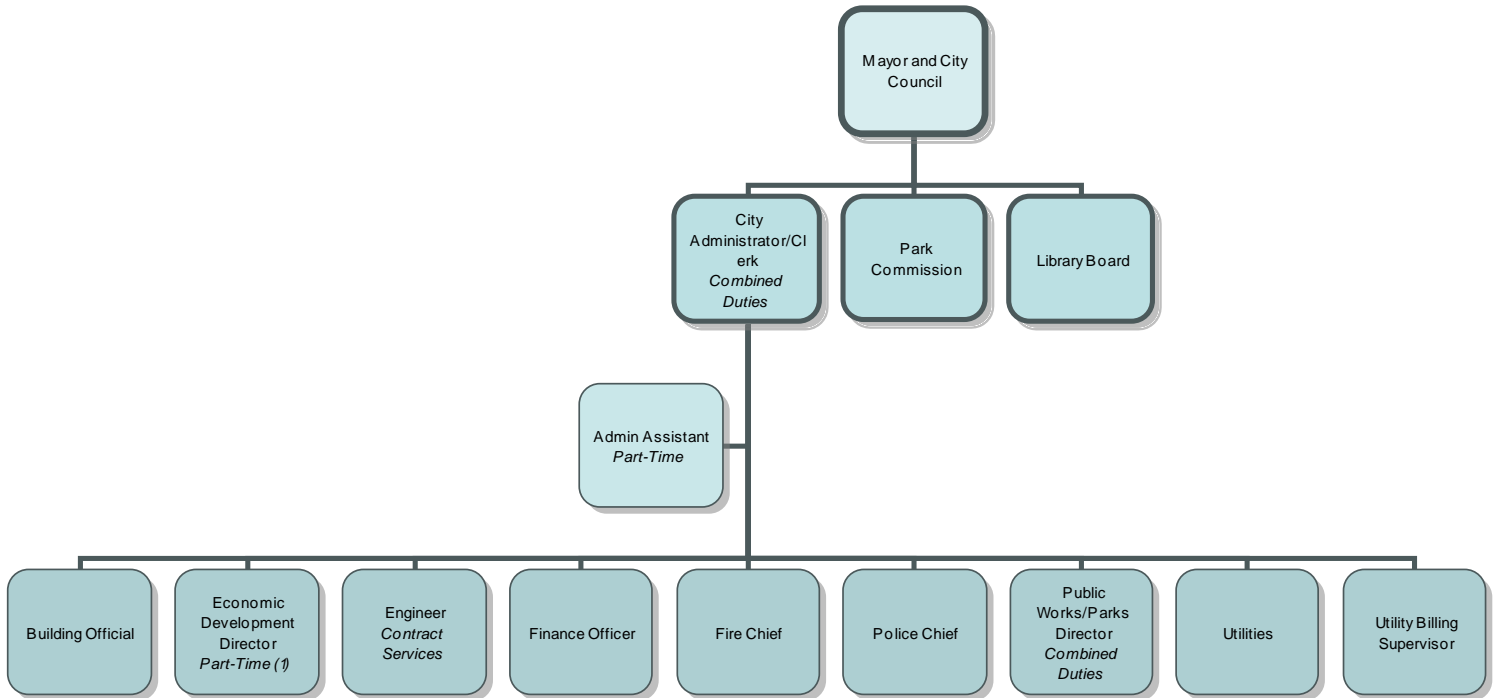 Mayor and City
Council
City
Administrator/Cl
erk
Combined
Duties
Park
Commission
Library Board
Admin Assistant
Part-Time
Building Official
Economic
Development
Director
Part-Time (1)
Engineer
Contract
Services
Finance Officer
Fire Chief
Police Chief
Public
Works/Parks
Director
Combined
Duties
Utilities
Utility Billing
Supervisor